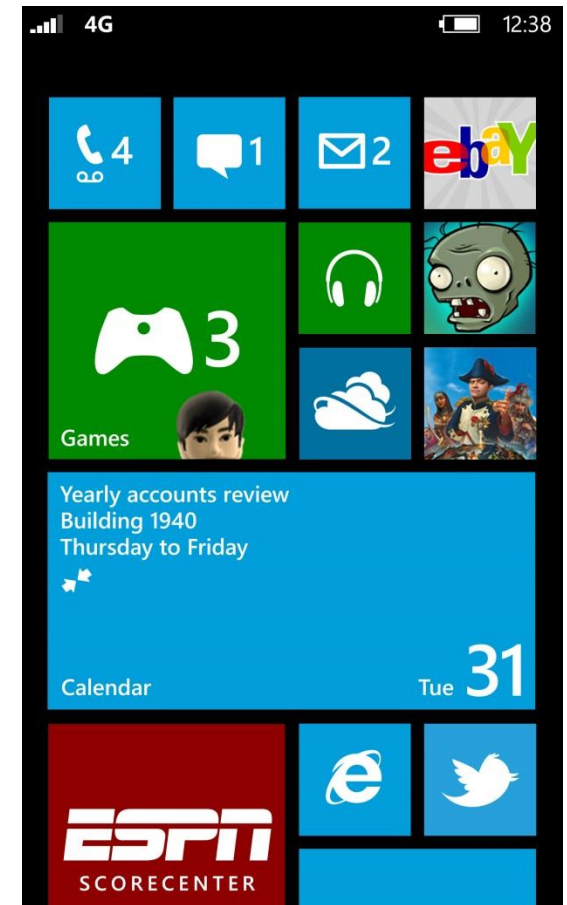 4G 12:38
4 1 2 ebaY
3
Games
Yearly accounts review
Building 1940
Thursday to Friday
Calendar Tue 31
ESPN
SCORECENTER